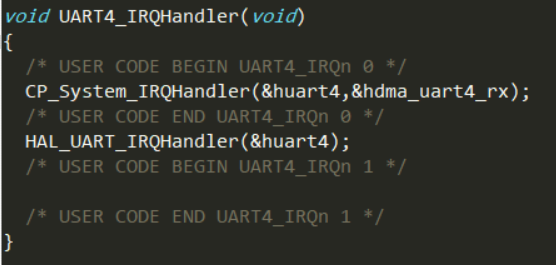 void UART4_IRQHandler(void)
{
  /* USER CODE BEGIN UART4_IRQn 0 */
  CP_System_IRQHandler(&huart4,&hdma_uart4_rx);
  /* USER CODE END UART4_IRQn 0 */
  HAL_UART_IRQHandler(&huart4);
  /* USER CODE BEGIN UART4_IRQn 1 */

  /* USER CODE END UART4_IRQn 1 */
}